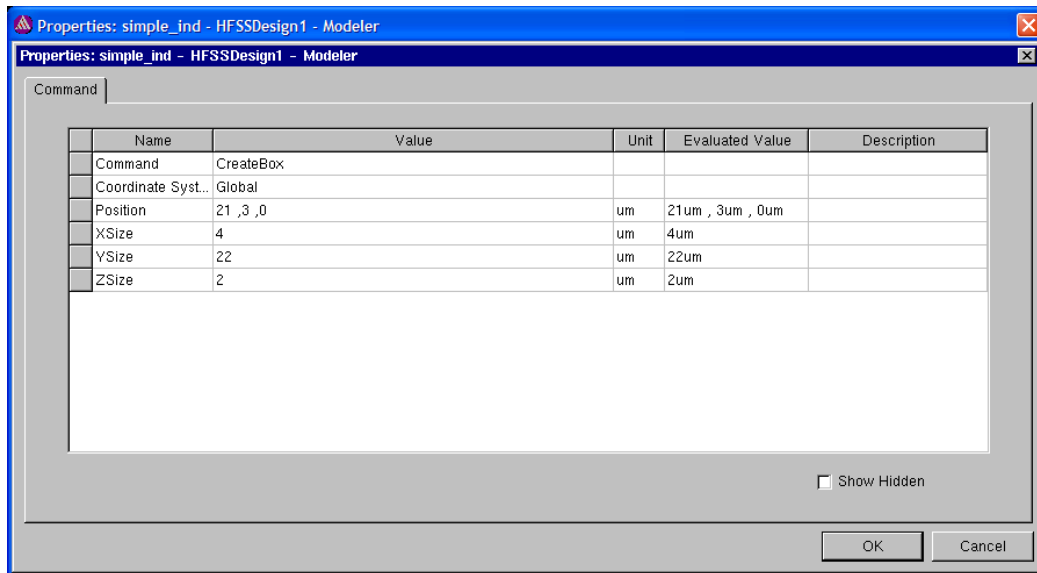 Properties: simple_ind - HFSSDesign1 - Modeler
Properties: simple_ind - HFSSDesign1 - Modeler
Command
Name Value Unit Evaluated Value Description
Command CreateBox
Coordinate Syst... Global
Position 21 ,3 ,0 um 21um , 3um , 0um
XSize 4 um 4um
YSize 22 um 22um
ZSize 2 um 2um
Show Hidden
OK Cancel